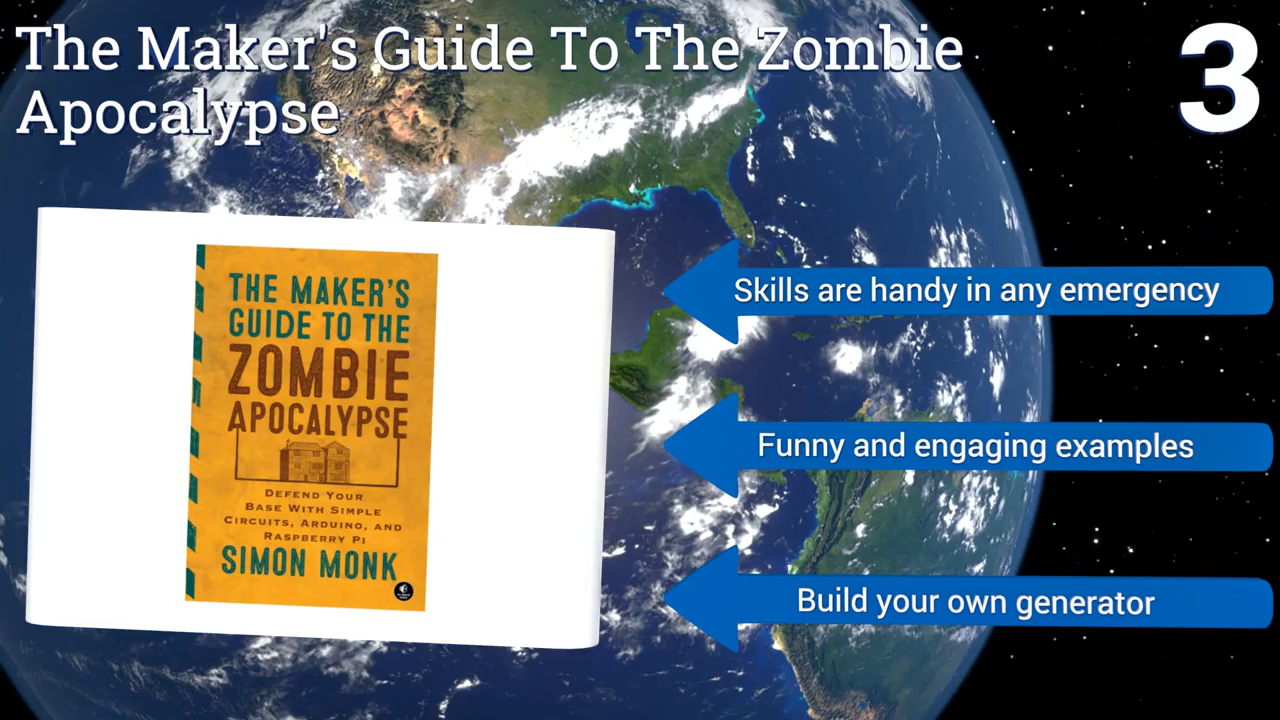 The Maker's Guide To The Zombie
Apocalypse
3
THE MAKER'S
GUIDE TO THE
ZOMBIE
APOCALYPSE
DEFEND YOUR
BASE WITH SIMPLE
CIRCUITS, ARDUINO, AND
RASPBERRY PI
SIMON MONK
Skills are handy in any emergency
Funny and engaging examples
Build your own generator